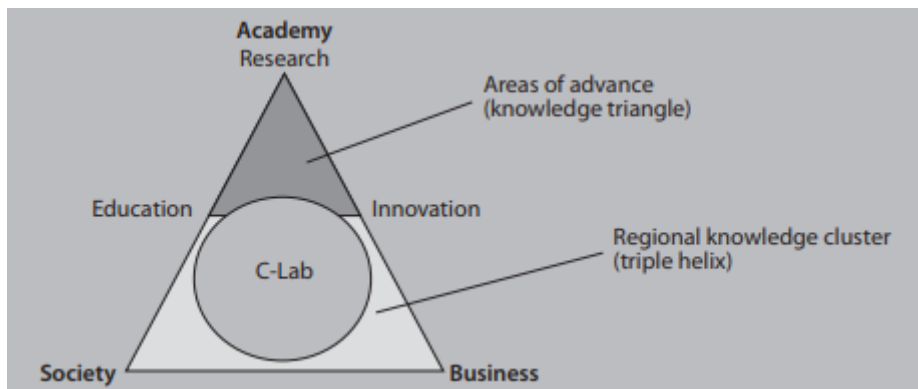 Academy
Research
Areas of advance
(knowledge triangle)
Education
Innovation
Regional knowledge cluster
(triple helix)
C-Lab
Society
Business